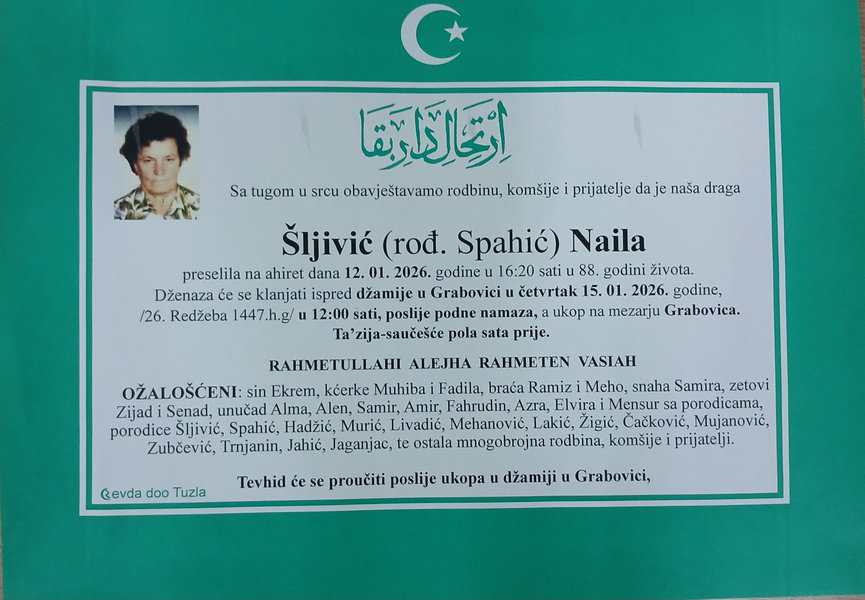 ارتحال دار بقا
Sa tugom u srcu obavještavamo rodbinu, komšije i prijatelje da je naša draga
Šljivić (rođ. Spahić) Naila
preselila na ahiret dana 12. 01. 2026. godine u 16:20 sati u 88. godini života.
Dženaza će se klanjati ispred džamije u Grabovici u četvrtak 15. 01. 2026. godine,
/26. Redžeba 1447.h.g/ u 12:00 sati, poslije podne namaza, a ukop na mezarju Grabovica.
Ta'zija-saučešće pola sata prije.
RAHMETULLAHI ALEJHA RAHMETEN VASIAH
OŽALOŠĆENI: sin Ekrem, kćerke Muhiba i Fadila, braća Ramiz i Meho, snaha Samira, zetovi
Zijad i Senad, unučad Alma, Alen, Samir, Amir, Fahrudin, Azra, Elvira i Mensur sa porodicama,
porodice Šljivić, Spahić, Hadžić, Murić, Livadić, Mehanović, Lakić, Žigić, Čačković, Mujanović,
Zubčević, Trnjanin, Jahić, Jaganjac, te ostala mnogobrojna rodbina, komšije i prijatelji.
Tevhid će se proučiti poslije ukopa u džamiji u Grabovici,
evda doo Tuzla